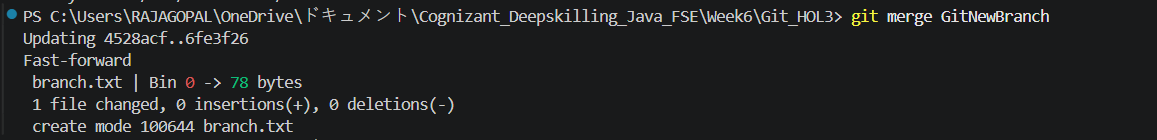 PS C:\Users\RAJAGOPAL\OneDrive\ドキュメント\Cognizant_Deepskilling_Java_FSE\Week6\Git_HOL3> git merge GitNewBranch
Updating 4528acf..6fe3f26
Fast-forward
 branch.txt | Bin 0 -> 78 bytes
 1 file changed, 0 insertions(+), 0 deletions(-)
 create mode 100644 branch.txt